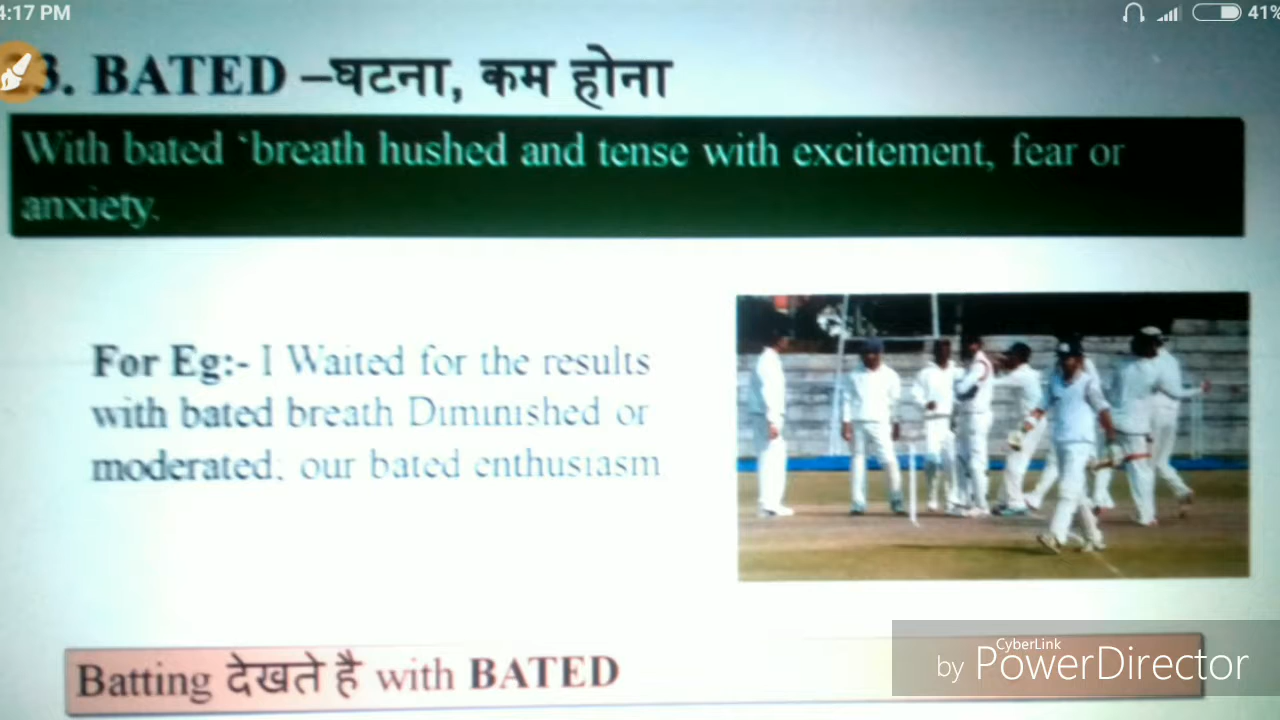 4:17 PM
41%
3. BATED –घटना, कम होना
With bated ‘breath hushed and tense with excitement, fear or
anxiety.
For Eg:- I Waited for the results
with bated breath Diminished or
moderated; our bated enthusiasm
Batting देखते है with BATED
CyberLink
by PowerDirector